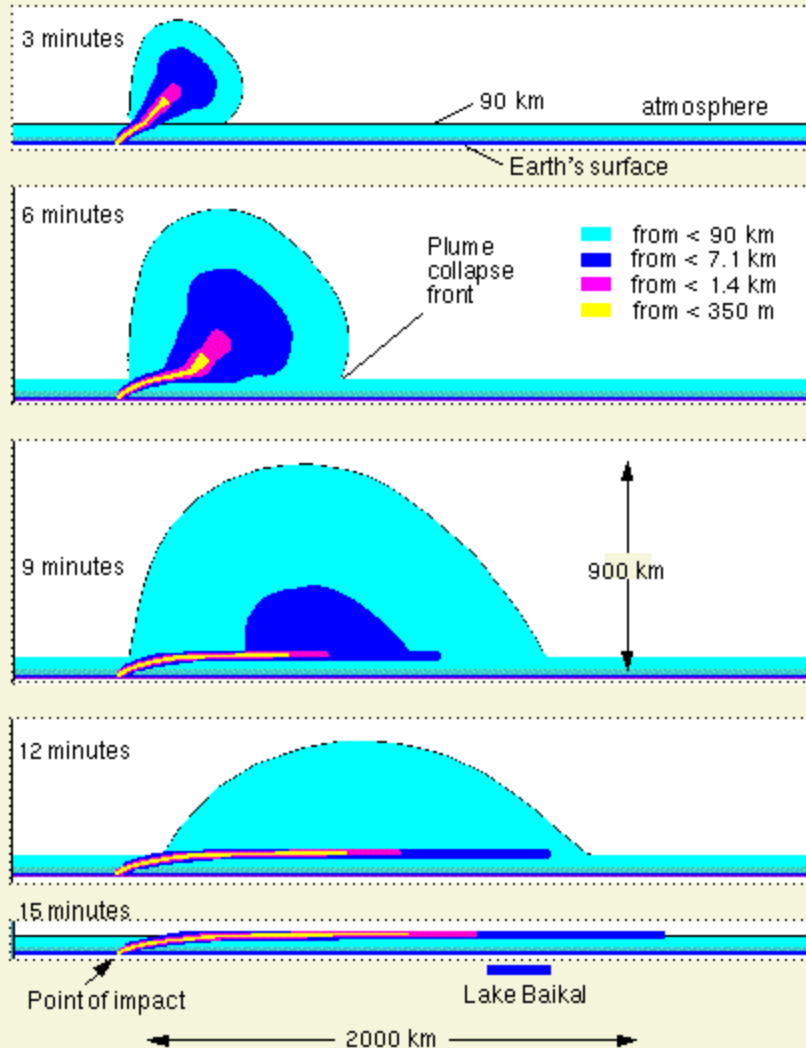 3 minutes
90 km
atmosphere
Earth's surface
6 minutes
Plume
collapse
front
from < 90 km
from < 7.1 km
from < 1.4 km
from < 350 m
9 minutes
900 km
12 minutes
15 minutes
Point of impact
Lake Baikal
2000 km